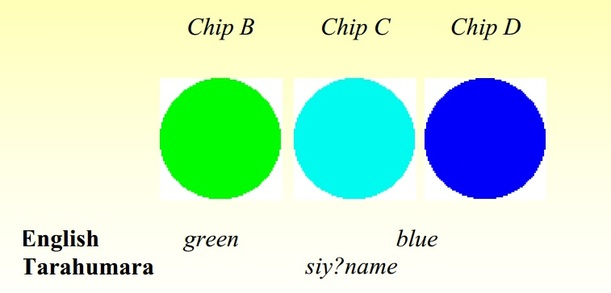 Chip B Chip C Chip D
English green blue
Tarahumara siy?name